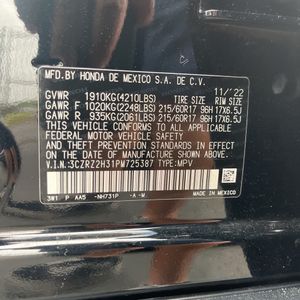 MFD.BY HONDA DE MEXICO S.A. DE C.V.
11/'22
GVWR 1910KG(4210LBS) TIRE SIZE RIM SIZE
GAWR F 1020KG(2248LBS) 215/60R17 96H 17X6.5J
GAWR R 935KG(2061LBS) 215/60R17 96H 17X6.5J
THIS VEHICLE CONFORMS TO ALL APPLICABLE
FEDERAL MOTOR VEHICLE SAFETY AND THEFT
PREVENTION STANDARDS IN EFFECT ON THE DATE
OF MANUFACTURE SHOWN ABOVE.
V.I.N:3CZRZ2H31PM725387 TYPE:MPV
3W1 P AA5 -NH731P -A -M- MADE IN MEXICO